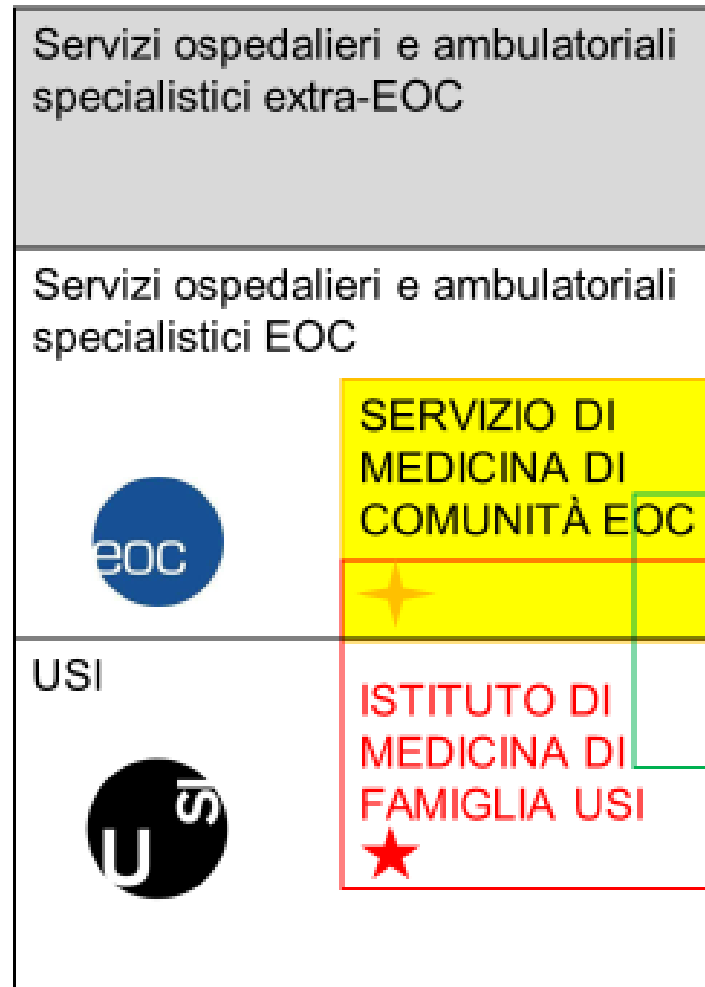 Servizi ospedalieri e ambulatoriali
specialistici extra-EOC
Servizi ospedalieri e ambulatoriali
specialistici EOC
SERVIZIO DI
MEDICINA DI
COMUNITÀ EOC
eoc
USI
ISTITUTO DI
MEDICINA DI
FAMIGLIA USI
U SI